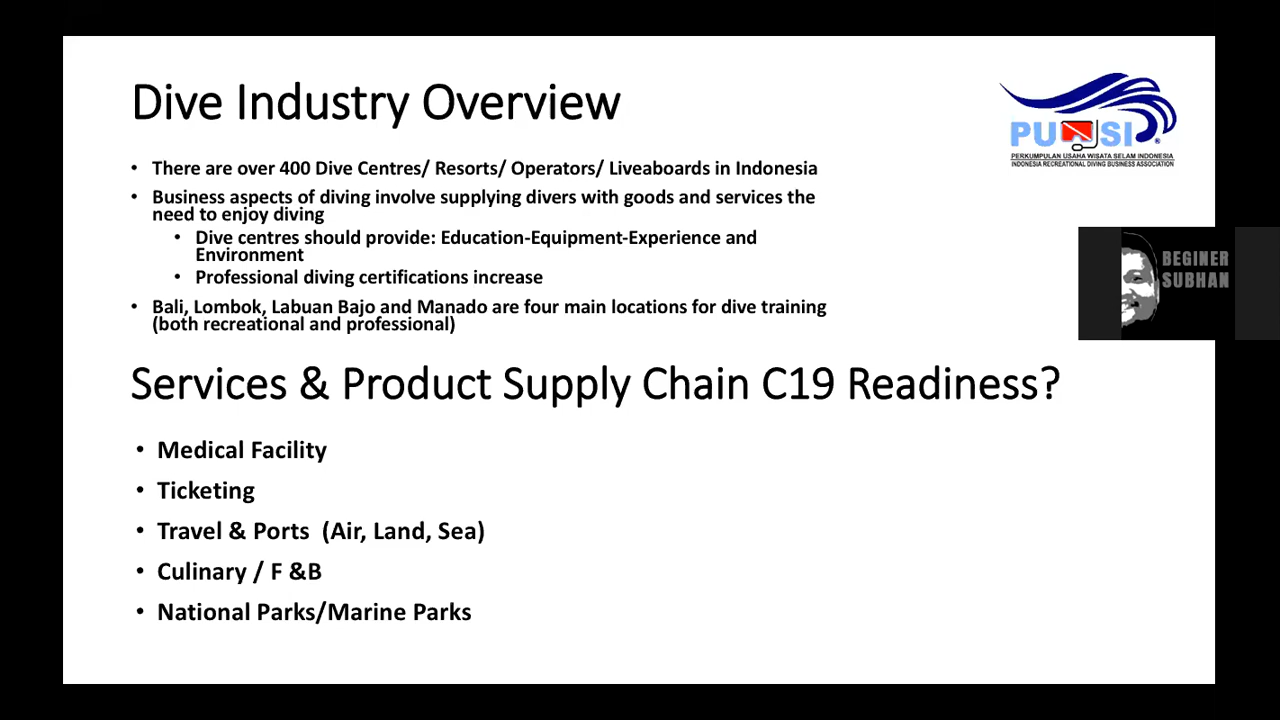 Dive Industry Overview
PUWSI
PERKUMPULAN USAHA WISATA SELAM INDONESIA
INDONESIA RECREATIONAL DIVING BUSINESS ASSOCIATION
• There are over 400 Dive Centres/ Resorts/ Operators/ Liveaboards in Indonesia
• Business aspects of diving involve supplying divers with goods and services the
need to enjoy diving
• Dive centres should provide: Education-Equipment-Experience and
Environment
• Professional diving certifications increase
• Bali, Lombok, Labuan Bajo and Manado are four main locations for dive training
(both recreational and professional)
BEGINER
SUBHAN
Services & Product Supply Chain C19 Readiness?
• Medical Facility
• Ticketing
• Travel & Ports  (Air, Land, Sea)
• Culinary / F &B
• National Parks/Marine Parks